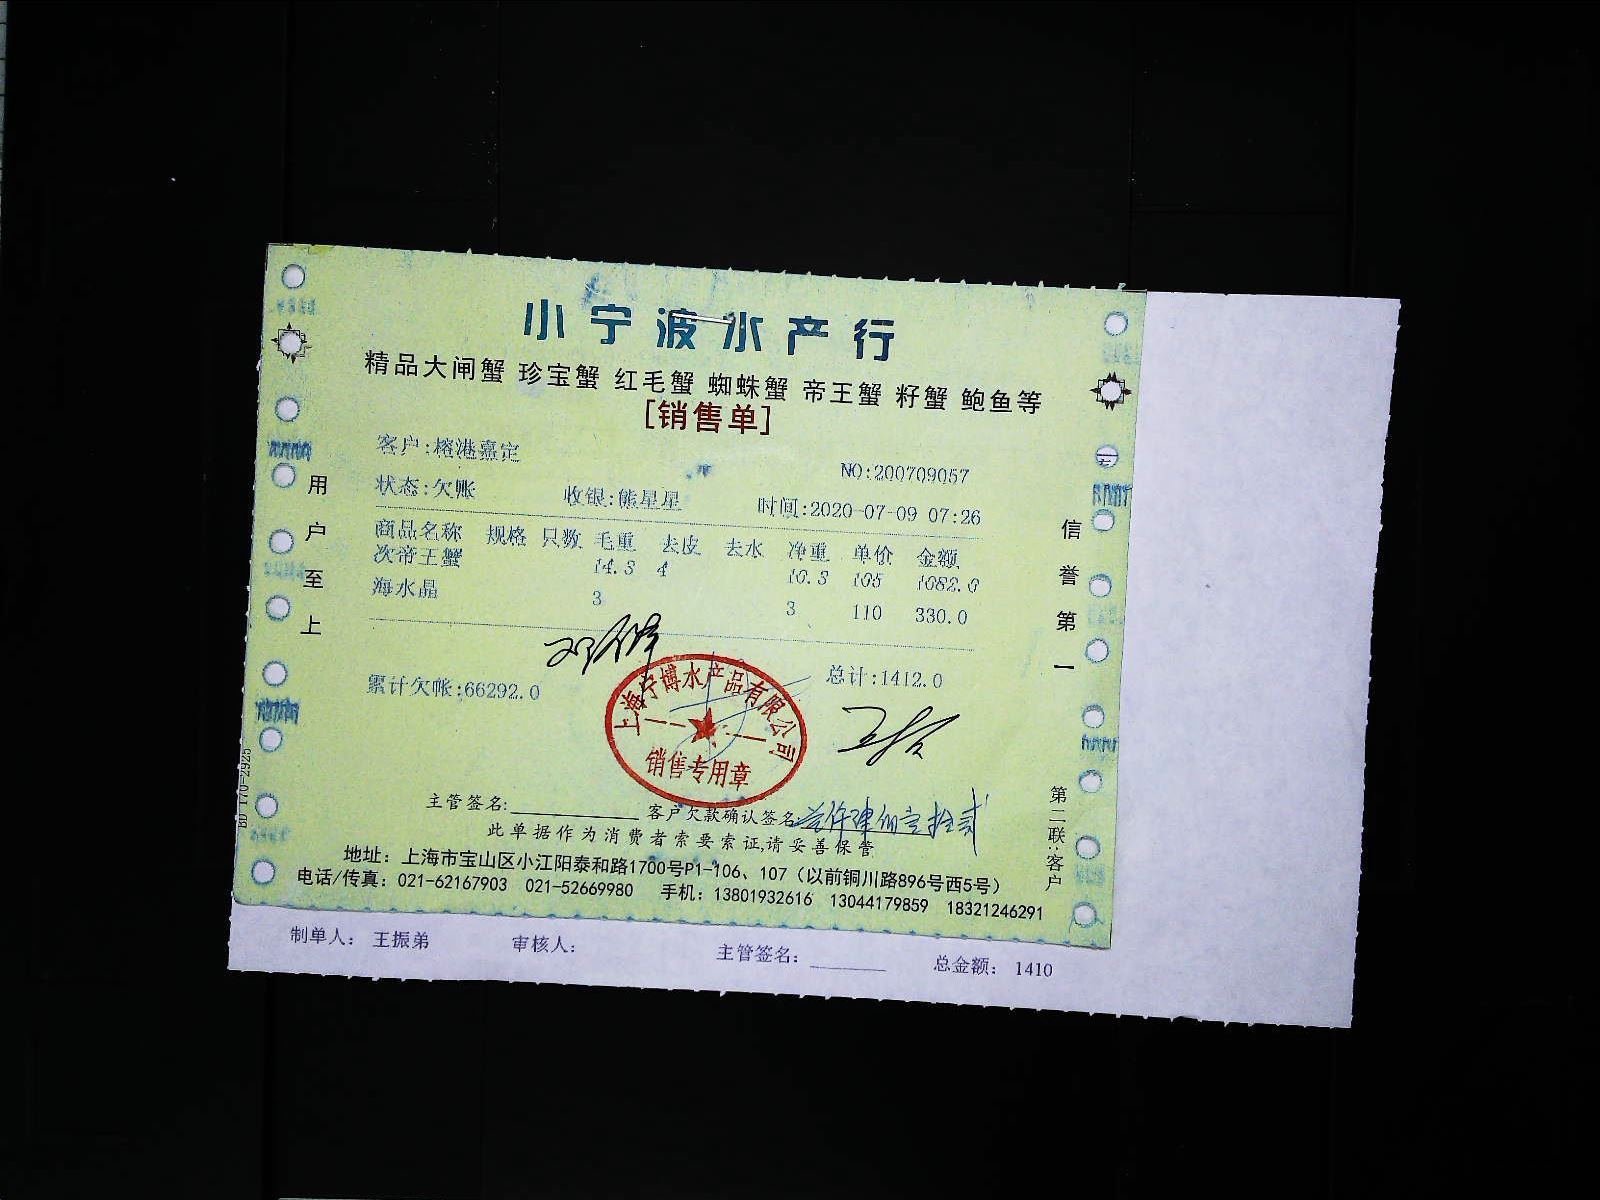 小宁波水产行
精品大闸蟹 珍宝蟹 红毛蟹 蜘蛛蟹 帝王蟹 籽蟹 鲍鱼等
[销售单]
客户:榕港嘉定
NO:200709057
状态:欠账 收银:熊星星 时间:2020-07-09 07:26
商品名称 规格 只数 毛重 去皮 去水 净重 单价 金额
次帝王蟹 14.3 4 10.3 105 1082.0
海水晶 3 3 110 330.0
累计欠帐:66292.0 总计:1412.0
上海宁博水产品有限公司
销售专用章
主管签名: 客户欠款确认签名:
此单据作为消费者索要索证,请妥善保管
地址：上海市宝山区小江阳泰和路1700号P1-106、107（以前铜川路896号西5号）
电话/传真：021-62167903 021-52669980 手机：13801932616 13044179859 18321246291
用户至上
信誉第一
第二联:客户
制单人： 王振弟 审核人： 主管签名： 总金额： 1410